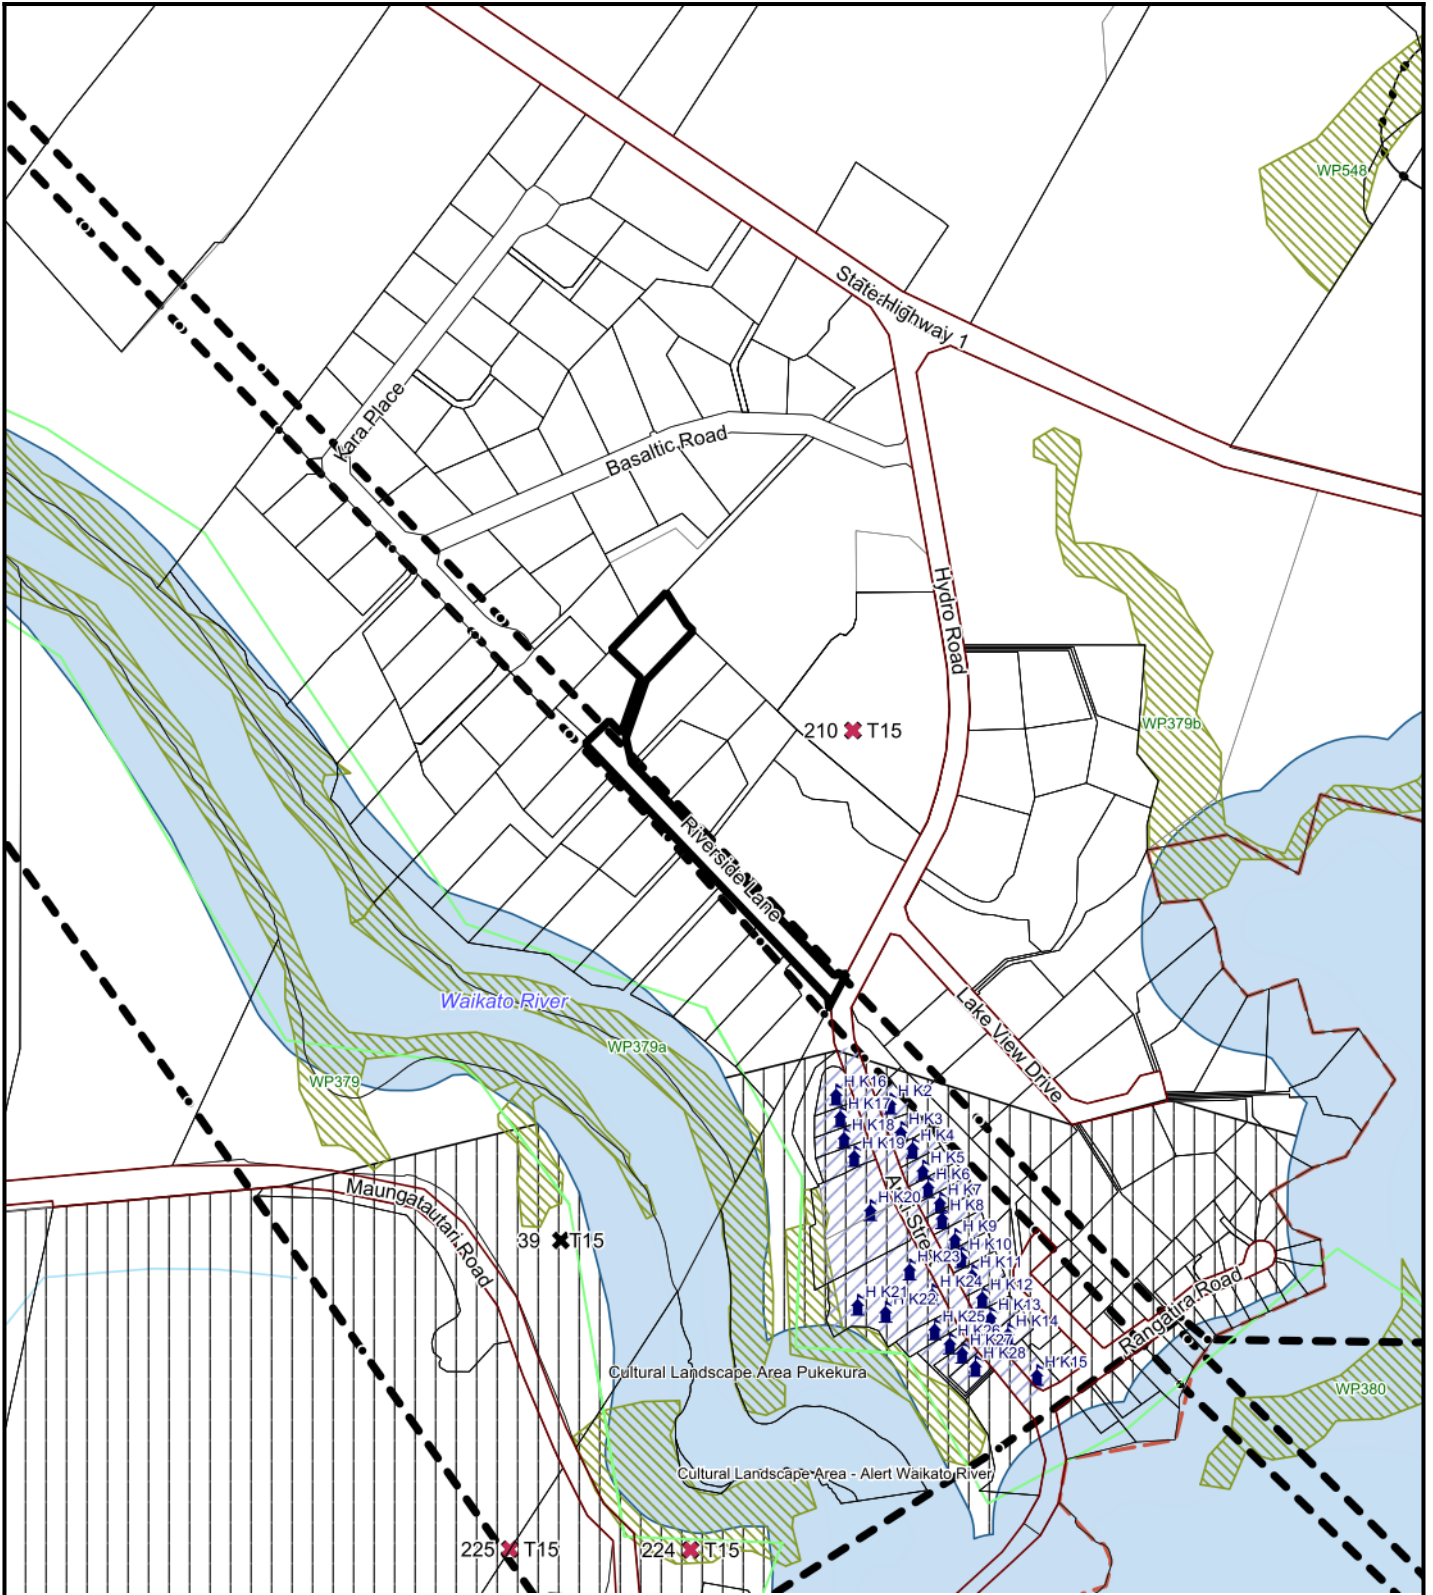 WP548
State Highway 1
Kara Place
Basaltic Road
Hydro Road
WP379b
210 T15
Riverside Lane
Waikato River
Lake View Drive
WP379a
WP379
H K16
H K2
H K17
H K3
H K18
H K4
H K19
H K5
H K6
H K7
H K20
H K8
Maungatautari Road
H K9
39 T15
H K10
H K23
H K11
H K24
H K12
H K21
H K22
H K13
H K25
H K14
H K26
H K27
H K28
H K15
Rangatira Road
Cultural Landscape Area Pukekura
WP380
Cultural Landscape Area - Alert Waikato River
225 T15
224 T15